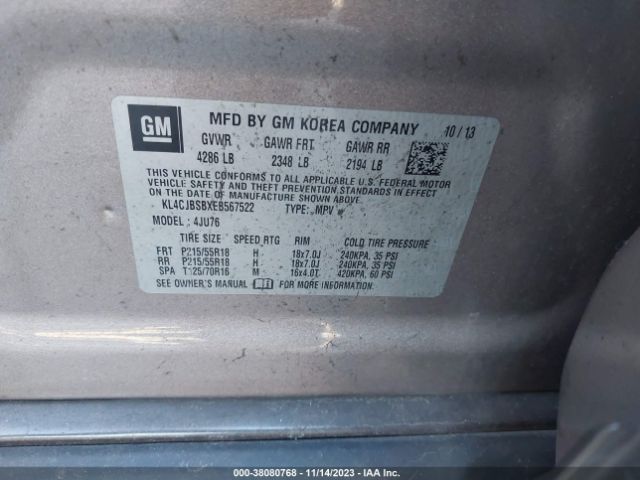 GM MFD BY GM KOREA COMPANY 10/13
GVWR GAWR FRT GAWR RR
4286 LB 2348 LB 2194 LB
THIS VEHICLE CONFORMS TO ALL APPLICABLE U.S. FEDERAL MOTOR
VEHICLE SAFETY AND THEFT PREVENTION STANDARDS IN EFFECT
ON THE DATE OF MANUFACTURE SHOWN ABOVE.
KL4CJBSBXEB567522 TYPE: MPV
MODEL: 4JU76
TIRE SIZE SPEED RTG RIM COLD TIRE PRESSURE
FRT P215/55R18 H 18x7.0J 240KPA, 35 PSI
RR P215/55R18 H 18x7.0J 240KPA, 35 PSI
SPA T125/70R16 M 16x4.0T 420KPA, 60 PSI
SEE OWNER'S MANUAL FOR MORE INFORMATION.
000-38080768 | 11/14/2023 | IAA Inc.